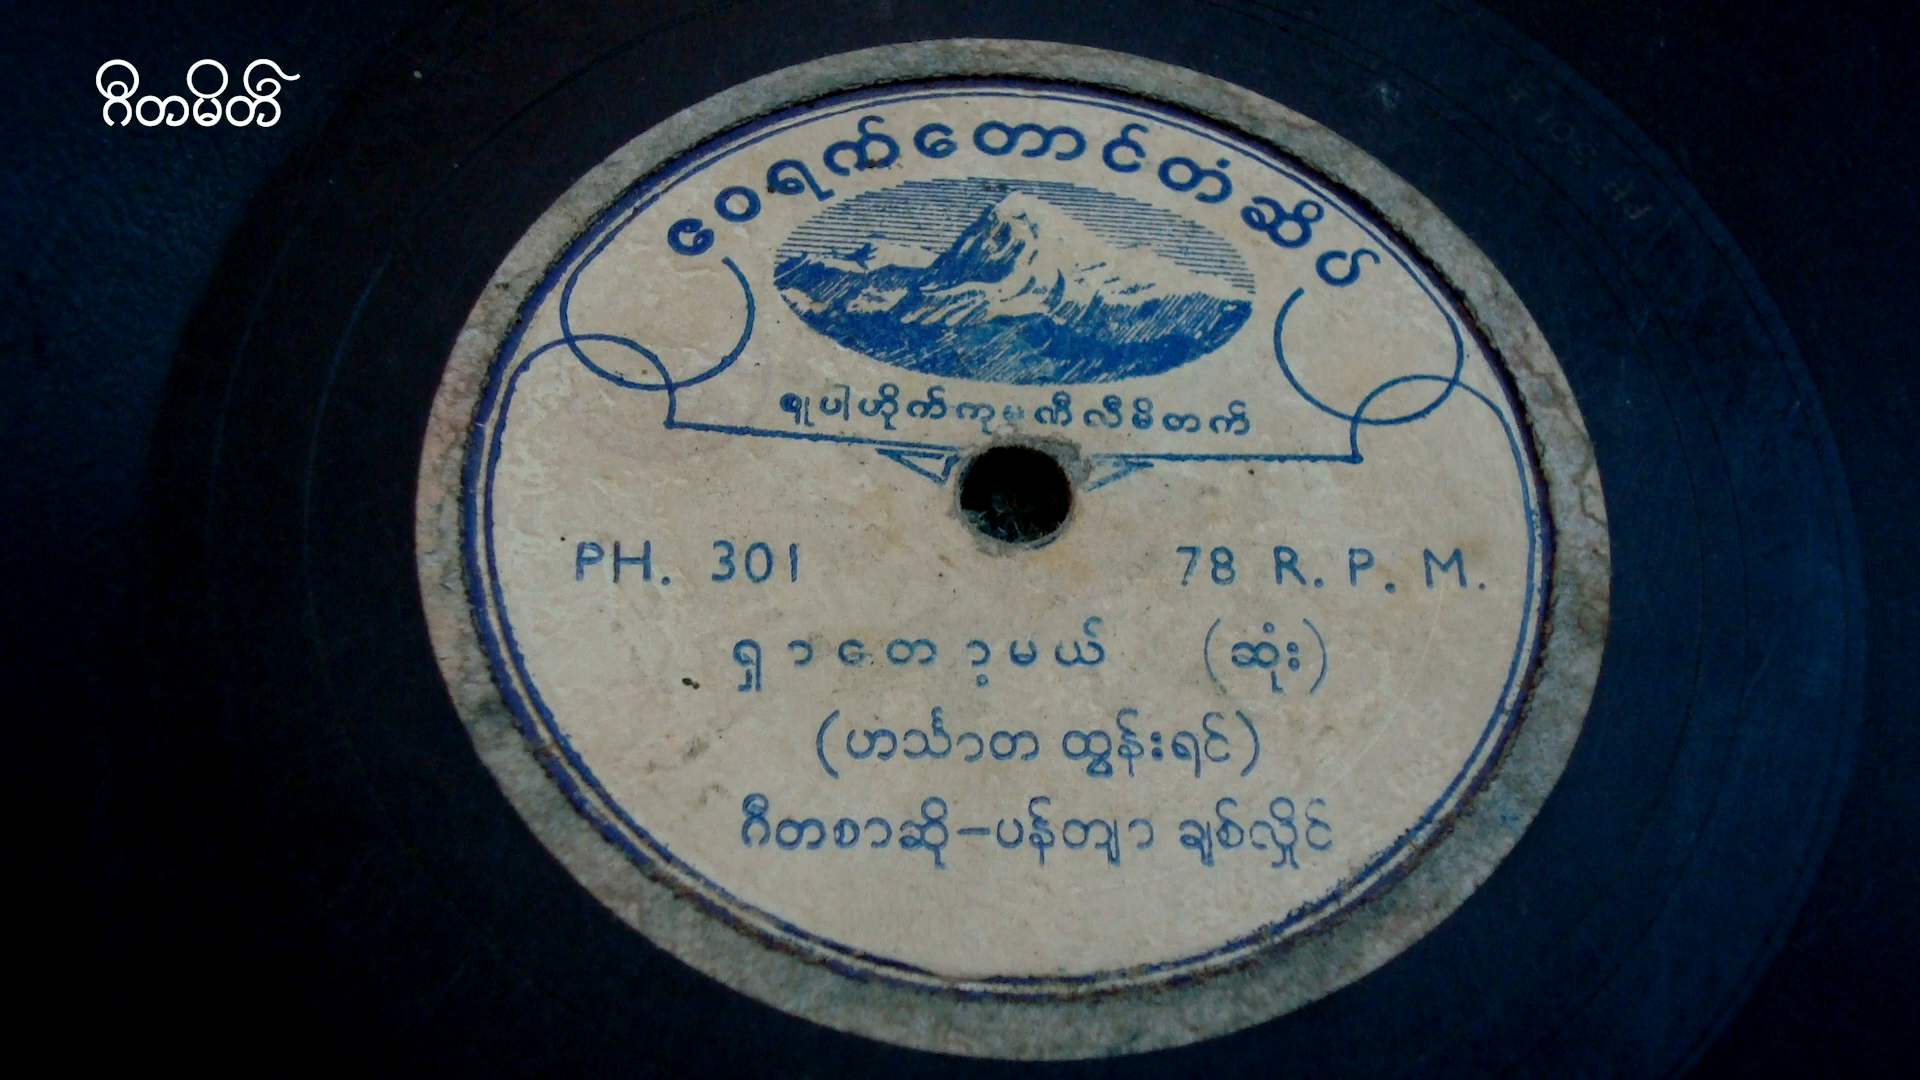 ဂီတမိတ်
ဧဝရက်တောင်တံဆိပ်
ရူပါဟိုက်ကုမ္ပဏီလီမိတက်
PH. 301
78 R. P. M.
ရှာတော့မယ် (ဆုံး)
(ဟင်္သာတ ထွန်းရင်)
ဂီတစာဆို-ပန်တျာ ချစ်လှိုင်